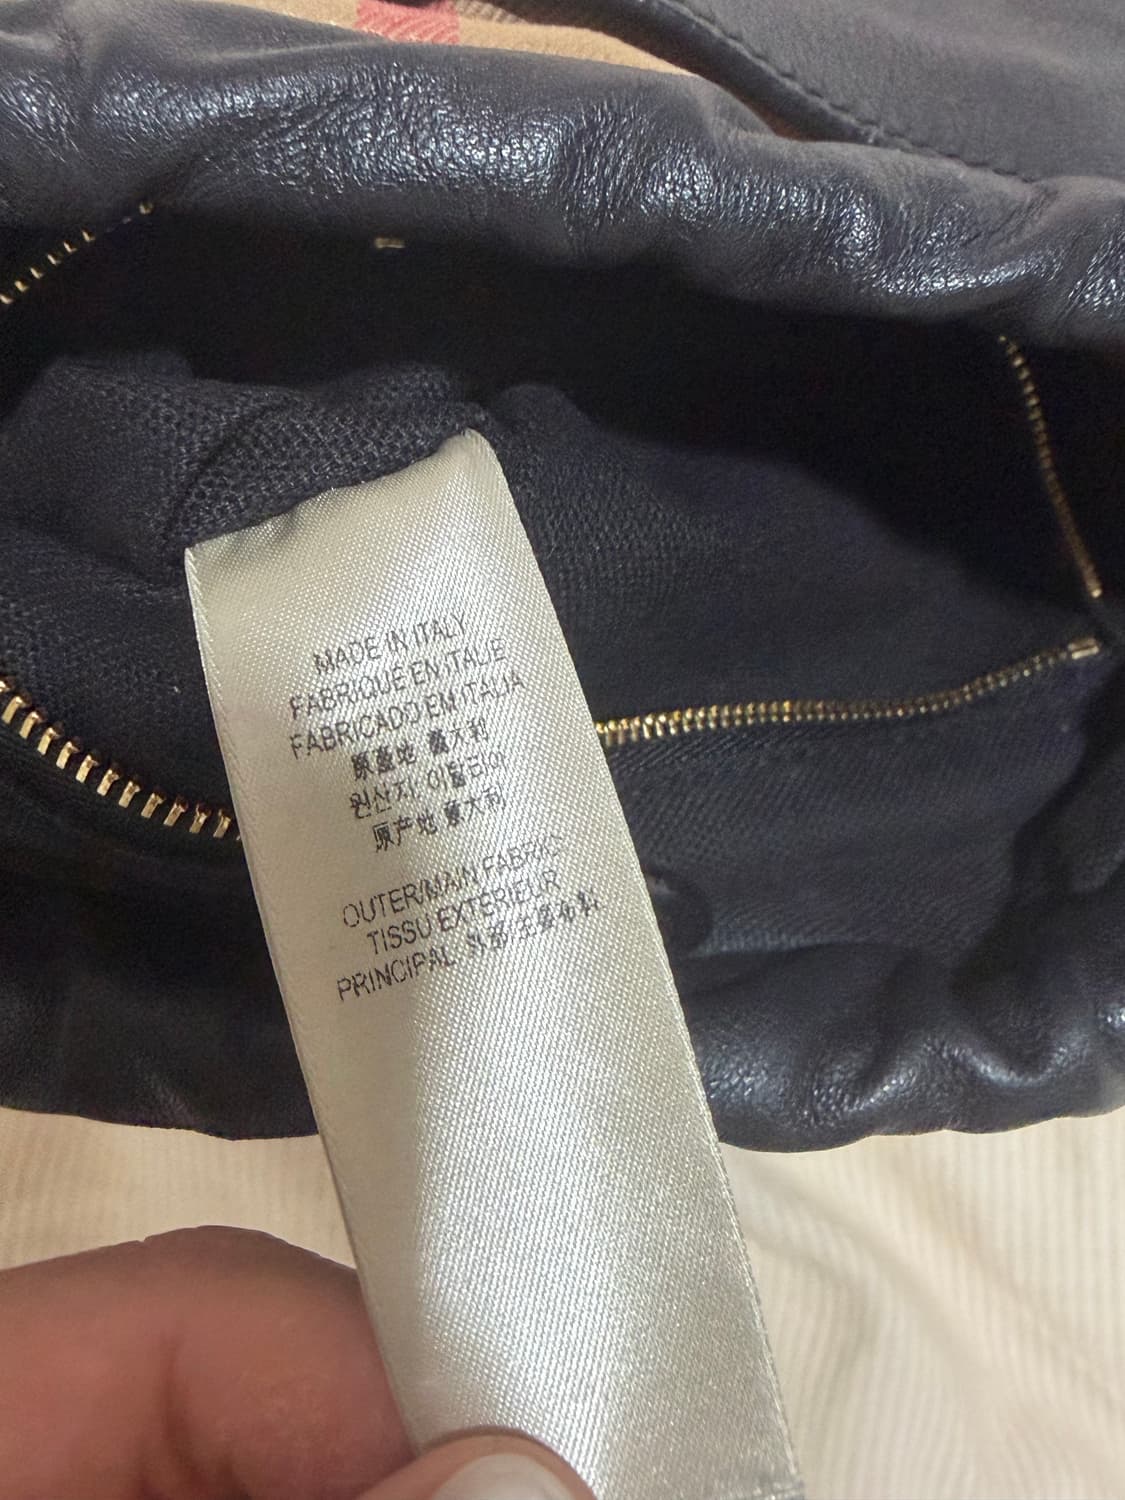 MADE IN ITALY
FABRIQUÉ EN ITALIE
FABRICADO EM ITALIA
原產地 義大利
원산지 이탈리아
原产地 意大利
OUTER/MAIN FABRIC
TISSU EXTERIEUR
PRINCIPAL 外部主要布料